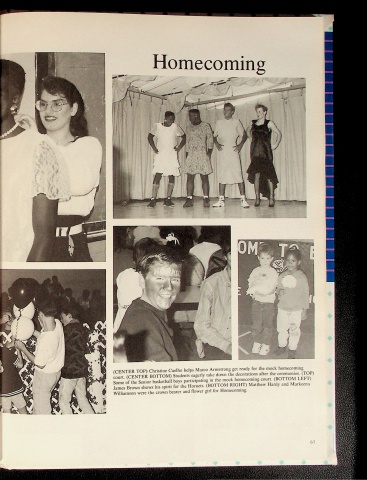 Homecoming
OME TO
(CENTER TOP) Christine Coelho helps Maren Armstrong get ready for the mock homecoming
court. (CENTER BOTTOM) Students eagerly take down the decorations after the ceremonies. (TOP)
Some of the Senior basketball boys participating in the mock homecoming court. (BOTTOM LEFT)
James Brown shows his spirit for the Hornets. (BOTTOM RIGHT) Matthew Hardy and
Williamson were the crown bearer and flower girl for Homecoming.